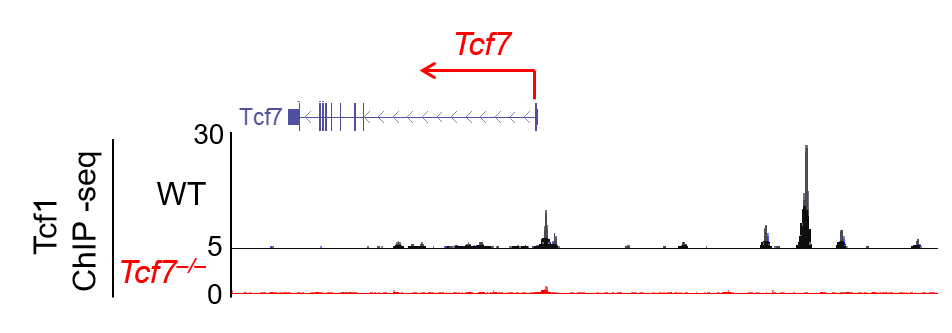 Tcf7
Tcf7
30
Tcf1
ChIP -seq
WT
5
Tcf7–/–
0